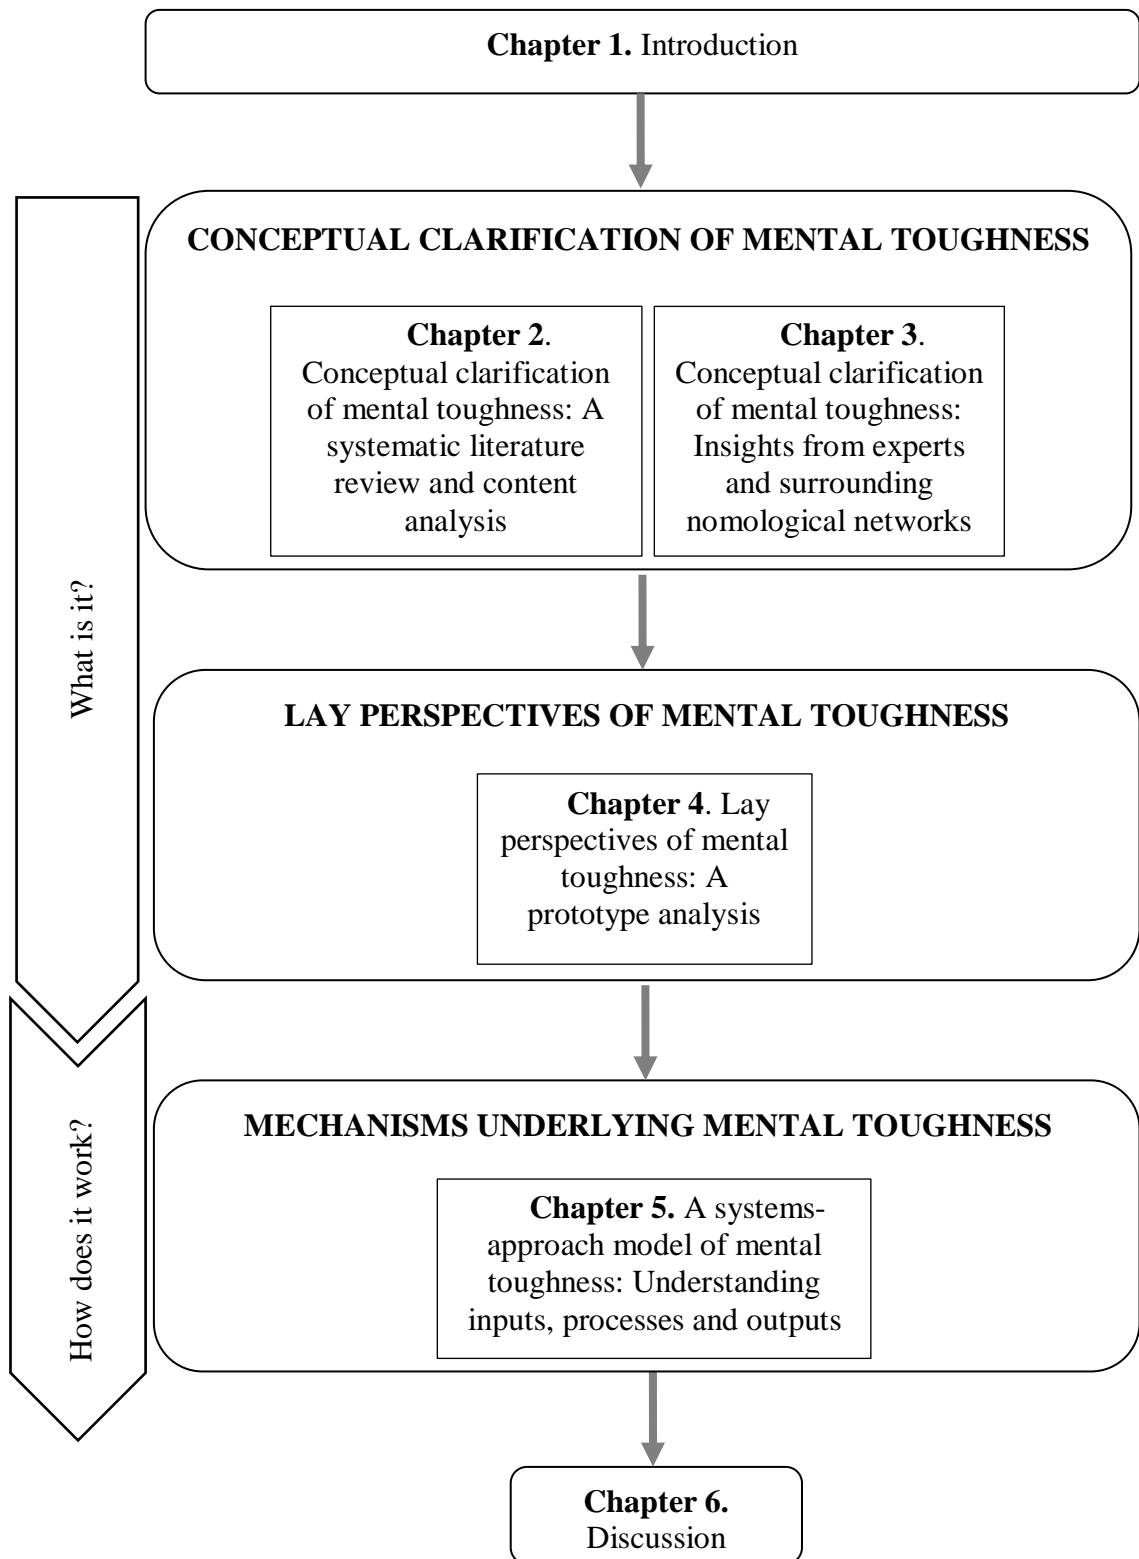 Chapter 1. Introduction
CONCEPTUAL CLARIFICATION OF MENTAL TOUGHNESS
Chapter 2.
Conceptual clarification
of mental toughness: A
systematic literature
review and content
analysis
Chapter 3.
Conceptual clarification
of mental toughness:
Insights from experts
and surrounding
nomological networks
What is it?
LAY PERSPECTIVES OF MENTAL TOUGHNESS
Chapter 4. Lay
perspectives of mental
toughness: A
prototype analysis
How does it work?
MECHANISMS UNDERLYING MENTAL TOUGHNESS
Chapter 5. A systems-
approach model of mental
toughness: Understanding
inputs, processes and outputs
Chapter 6.
Discussion